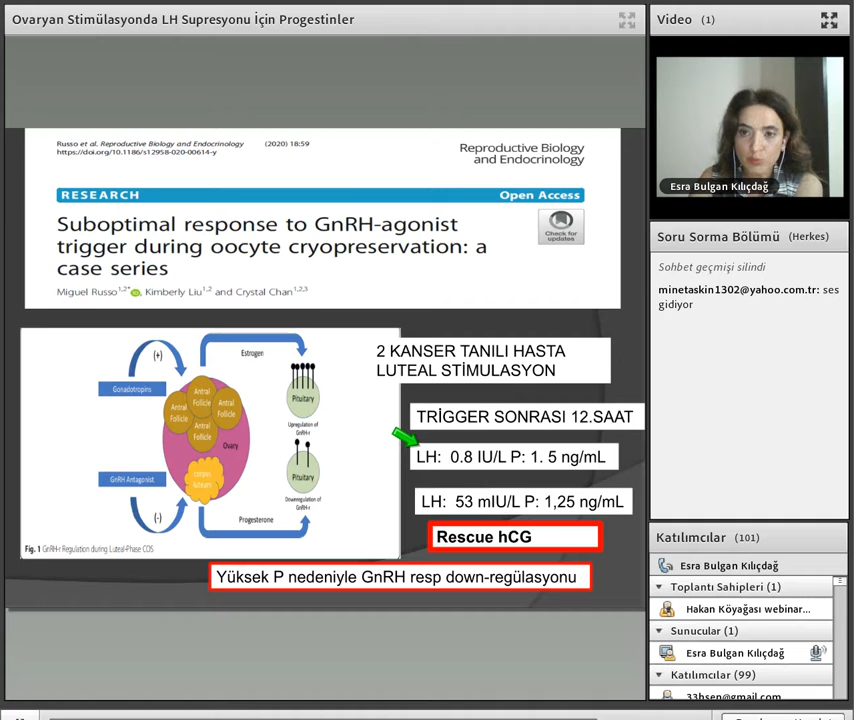 Ovaryan Stimülasyonda LH Supresyonu İçin Progestinler
Russo et al. Reproductive Biology and Endocrinology (2020) 18:59
https://doi.org/10.1186/s12958-020-00614-y
Reproductive Biology
and Endocrinology
RESEARCH
Open Access
Suboptimal response to GnRH-agonist
trigger during oocyte cryopreservation: a
case series
Check for
updates
Miguel Russo1,2*, Kimberly Liu1,2 and Crystal Chan1,2,3
(+)
Estrogen
Gonadotropins
Antral
Follicle
Antral
Follicle
Antral
Follicle
Antral
Follicle
Ovary
Pituitary
Upregulation of
GnRH-r
GnRH Antagonist
Pituitary
Downregulation of
GnRH-r
(-)
Progesterone
Fig. 1 GnRH-r Regulation during Luteal-Phase COS
2 KANSER TANILI HASTA
LUTEAL STİMULASYON
TRİGGER SONRASI 12.SAAT
LH: 0.8 IU/L P: 1. 5 ng/mL
LH: 53 mIU/L P: 1,25 ng/mL
Rescue hCG
Yüksek P nedeniyle GnRH resp down-regülasyonu
Video (1)
Esra Bulgan Kılıçdağ
Soru Sorma Bölümü (Herkes)
Sohbet geçmişi silindi
minetaskin1302@yahoo.com.tr: ses
gidiyor
Katılımcılar (101)
Esra Bulgan Kılıçdağ
Toplantı Sahipleri (1)
Hakan Köyağası webinar...
Sunucular (1)
Esra Bulgan Kılıçdağ
Katılımcılar (99)
33bsen@gmail.com